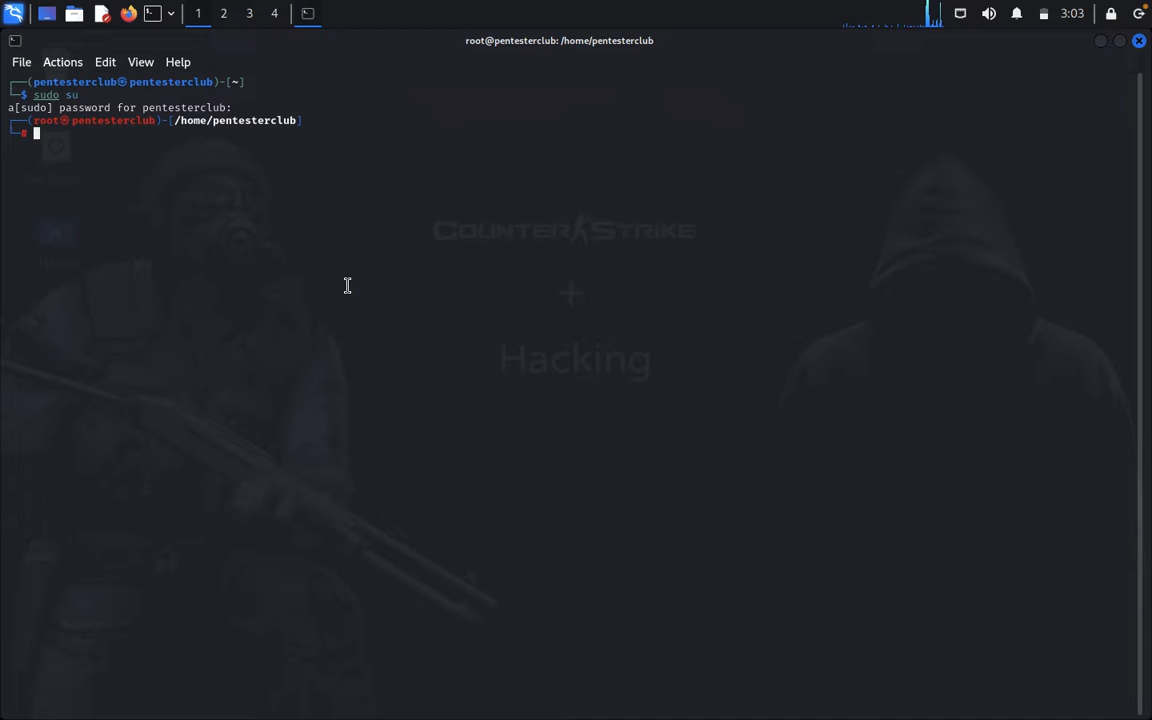 1 2 3 4 3:03
root@pentesterclub: /home/pentesterclub
File Actions Edit View Help
┌──(pentesterclub㉿pentesterclub)-[~]
└─$ sudo su
a[sudo] password for pentesterclub:
┌──(root㉿pentesterclub)-[/home/pentesterclub]
└─#
COUNTER STRIKE
+
Hacking